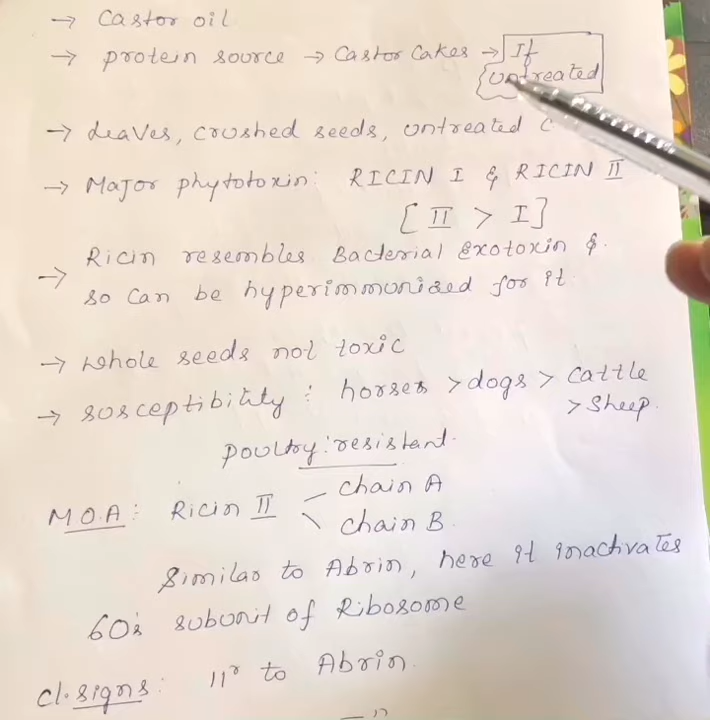 → Castor oil
→ protein source → Castor Cakes → If
untreated
→ Leaves, crushed seeds, untreated C
→ Major phytotoxin: RICIN I & RICIN II
[II > I]
→ Ricin resembles Bacterial Exotoxin &
so can be hyperimmunised for it
→ whole seeds not toxic
→ susceptibility: horses > dogs > cattle
> sheep.
poultry: resistant.
M.O.A: Ricin II chain A
chain B.
Similar to Abrin, here it inactivates
60s subunit of Ribosome
Cl. signs: 11r to Abrin.
— "